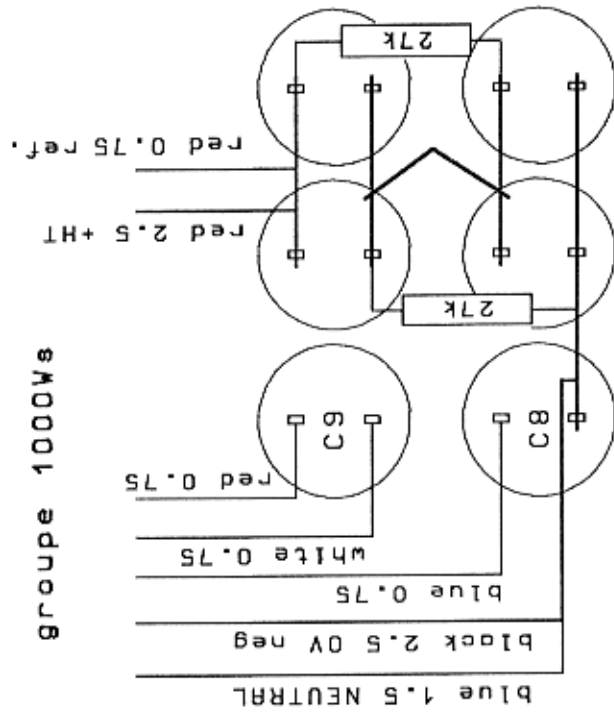 27k
red 0.75 ref.
red 2.5 +HT
27k
groupe 1000Ws
C9
C8
red 0.75
white 0.75
blue 0.75
black 2.5 0V neg
blue 1.5 NEUTRAL